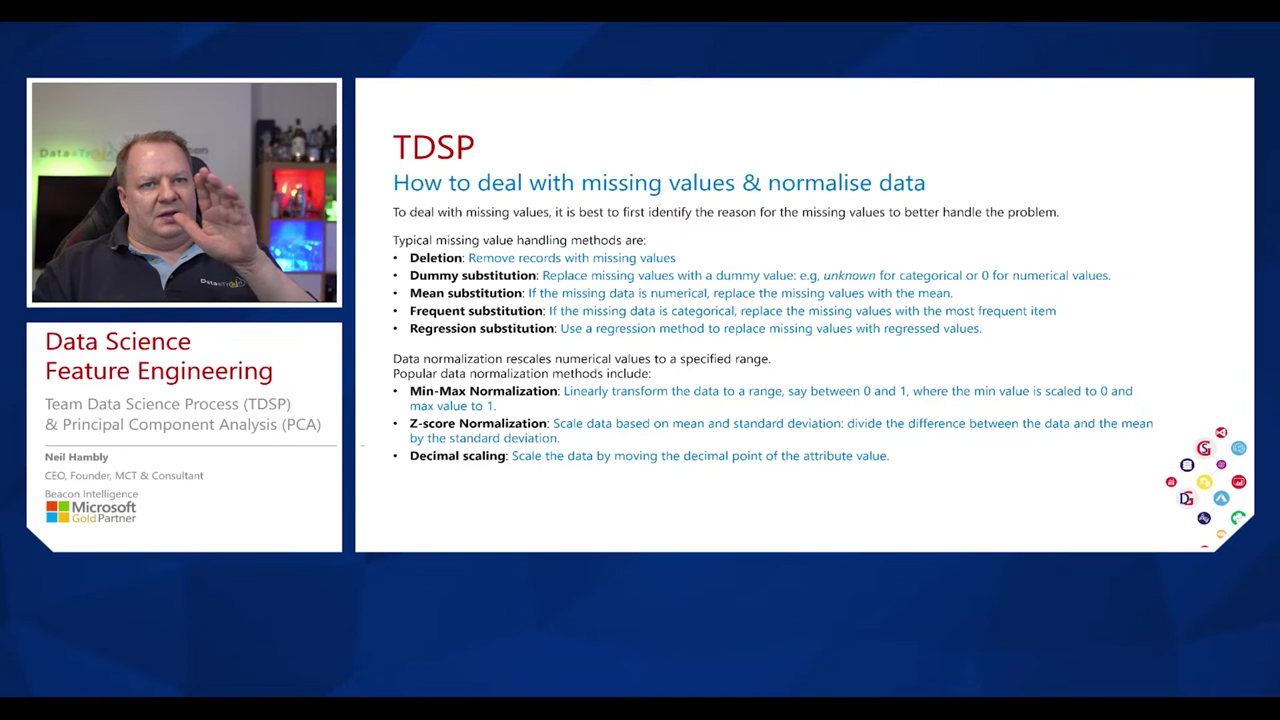 TDSP
How to deal with missing values & normalise data
To deal with missing values, it is best to first identify the reason for the missing values to better handle the problem.
Typical missing value handling methods are:
• Deletion: Remove records with missing values
• Dummy substitution: Replace missing values with a dummy value: e.g, unknown for categorical or 0 for numerical values.
• Mean substitution: If the missing data is numerical, replace the missing values with the mean.
• Frequent substitution: If the missing data is categorical, replace the missing values with the most frequent item
• Regression substitution: Use a regression method to replace missing values with regressed values.
Data normalization rescales numerical values to a specified range.
Popular data normalization methods include:
• Min-Max Normalization: Linearly transform the data to a range, say between 0 and 1, where the min value is scaled to 0 and
max value to 1.
• Z-score Normalization: Scale data based on mean and standard deviation: divide the difference between the data and the mean
by the standard deviation.
• Decimal scaling: Scale the data by moving the decimal point of the attribute value.
Data Science
Feature Engineering
Team Data Science Process (TDSP)
& Principal Component Analysis (PCA)
Neil Hambly
CEO, Founder, MCT & Consultant
Beacon Intelligence
Microsoft
Gold Partner